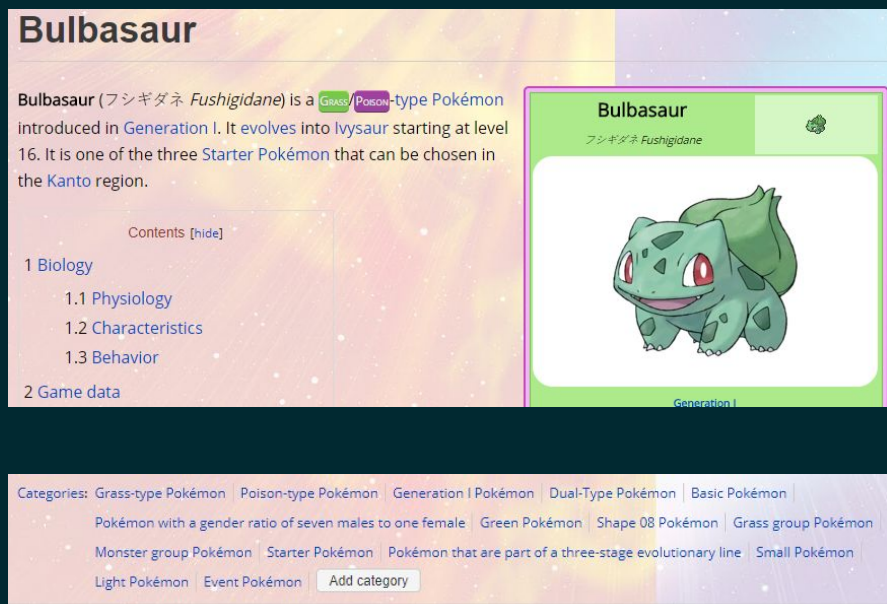 Bulbasaur
Bulbasaur (フシギダネ Fushigidane) is a Grass/Poison-type Pokémon
introduced in Generation I. It evolves into Ivysaur starting at level
16. It is one of the three Starter Pokémon that can be chosen in
the Kanto region.
Contents [hide]
1 Biology
1.1 Physiology
1.2 Characteristics
1.3 Behavior
2 Game data
Bulbasaur
フシギダネ Fushigidane
Generation I
Categories: Grass-type Pokémon Poison-type Pokémon Generation I Pokémon Dual-Type Pokémon Basic Pokémon
Pokémon with a gender ratio of seven males to one female Green Pokémon Shape 08 Pokémon Grass group Pokémon
Monster group Pokémon Starter Pokémon Pokémon that are part of a three-stage evolutionary line Small Pokémon
Light Pokémon Event Pokémon Add category